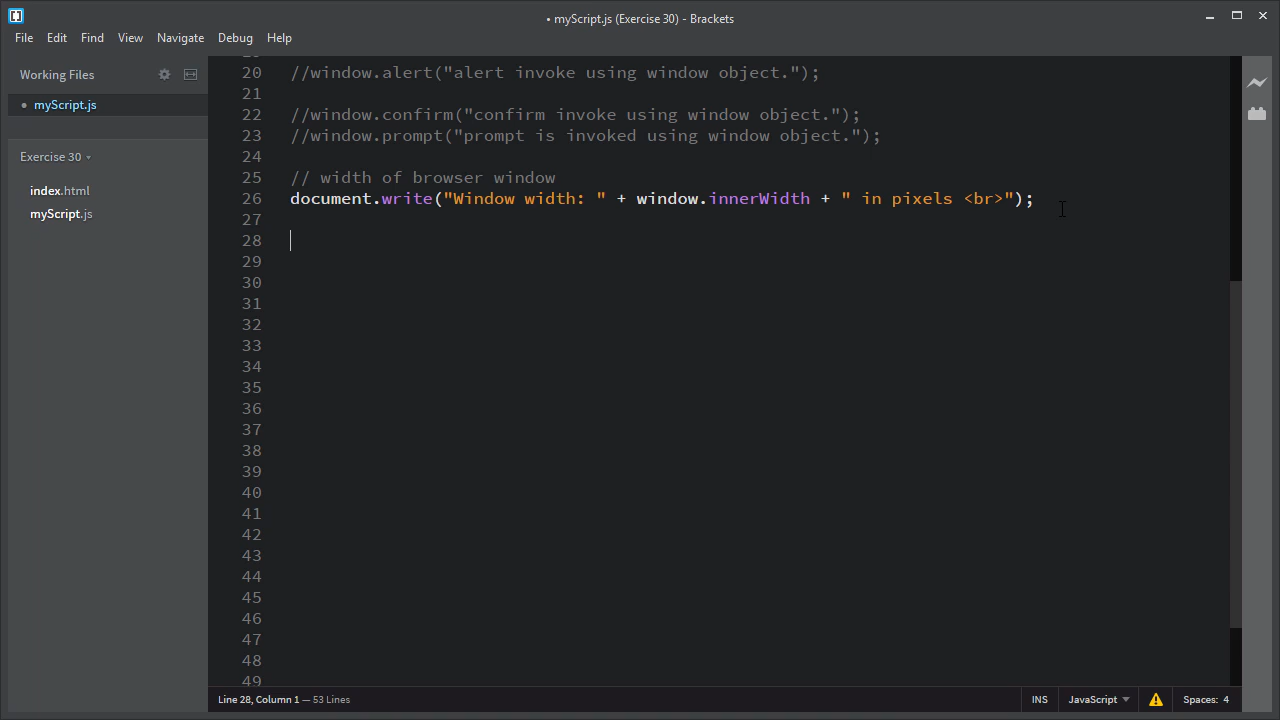 • myScript.js (Exercise 30) - Brackets
File Edit Find View Navigate Debug Help
Working Files
• myScript.js
Exercise 30
index.html
myScript.js
20 //window.alert("alert invoke using window object.");
21
22 //window.confirm("confirm invoke using window object.");
23 //window.prompt("prompt is invoked using window object.");
24
25 // width of browser window
26 document.write("Window width: " + window.innerWidth + " in pixels <br>");
27
28
29
30
31
32
33
34
35
36
37
38
39
40
41
42
43
44
45
46
47
48
49
Line 28, Column 1 — 53 Lines
INS JavaScript Spaces: 4